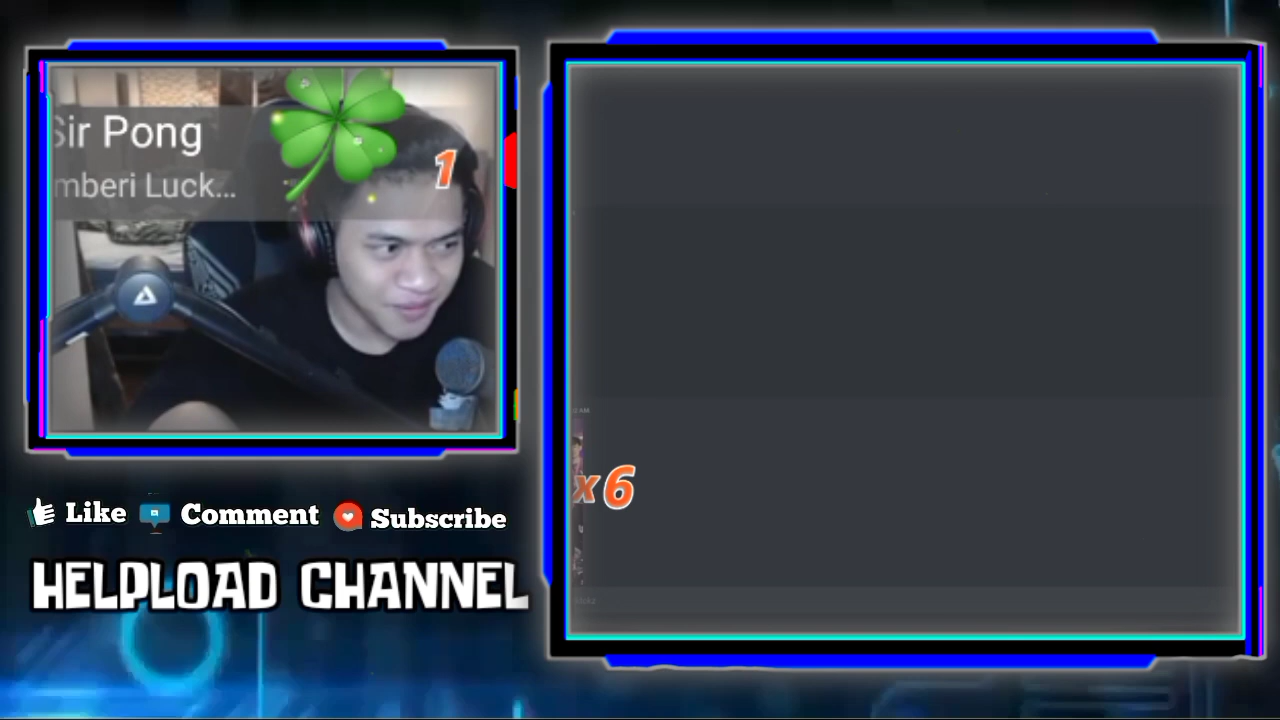 Sir Pong
mberi Luck...
1
x6
Like
Comment
Subscribe
HELPLOAD CHANNEL